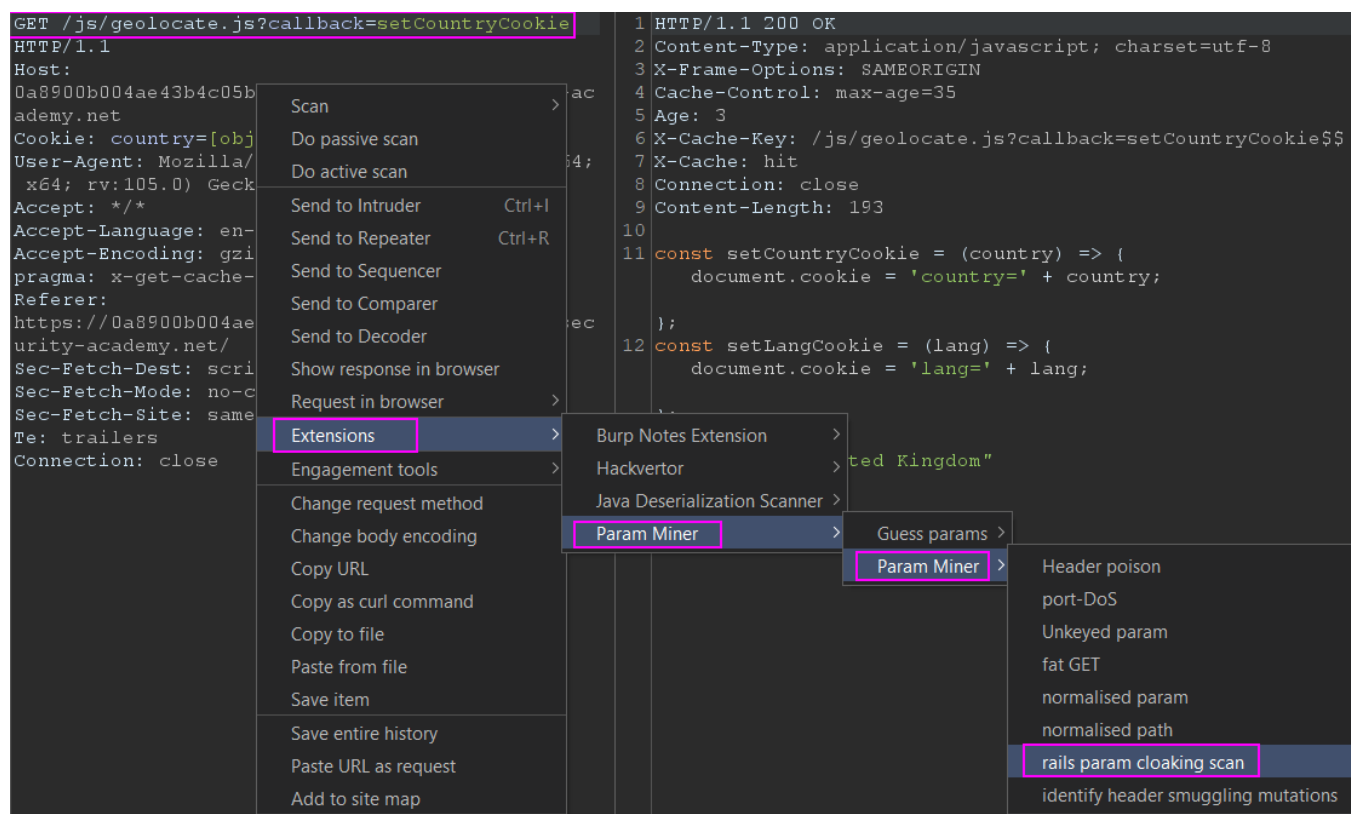 GET /js/geolocate.js?callback=setCountryCookie
HTTP/1.1
Host:
0a8900b004ae43b4c05b ac
ademy.net
Cookie: country=[obj
User-Agent: Mozilla/ 4;
x64; rv:105.0) Geck
Accept: */*
Accept-Language: en-
Accept-Encoding: gzi
pragma: x-get-cache-
Referer:
https://0a8900b004ae sec
urity-academy.net/
Sec-Fetch-Dest: scri
Sec-Fetch-Mode: no-c
Sec-Fetch-Site: same
Te: trailers
Connection: close
1 HTTP/1.1 200 OK
2 Content-Type: application/javascript; charset=utf-8
3 X-Frame-Options: SAMEORIGIN
4 Cache-Control: max-age=35
5 Age: 3
6 X-Cache-Key: /js/geolocate.js?callback=setCountryCookie$$
7 X-Cache: hit
8 Connection: close
9 Content-Length: 193
10
11 const setCountryCookie = (country) => {
document.cookie = 'country=' + country;
};
12 const setLangCookie = (lang) => {
document.cookie = 'lang=' + lang;
};
ted Kingdom"
Scan >
Do passive scan
Do active scan
Send to Intruder Ctrl+I
Send to Repeater Ctrl+R
Send to Sequencer
Send to Comparer
Send to Decoder
Show response in browser
Request in browser >
Extensions >
Engagement tools >
Change request method
Change body encoding
Copy URL
Copy as curl command
Copy to file
Paste from file
Save item
Save entire history
Paste URL as request
Add to site map
Burp Notes Extension >
Hackvertor >
Java Deserialization Scanner >
Param Miner >
Guess params >
Param Miner >
Header poison
port-DoS
Unkeyed param
fat GET
normalised param
normalised path
rails param cloaking scan
identify header smuggling mutations